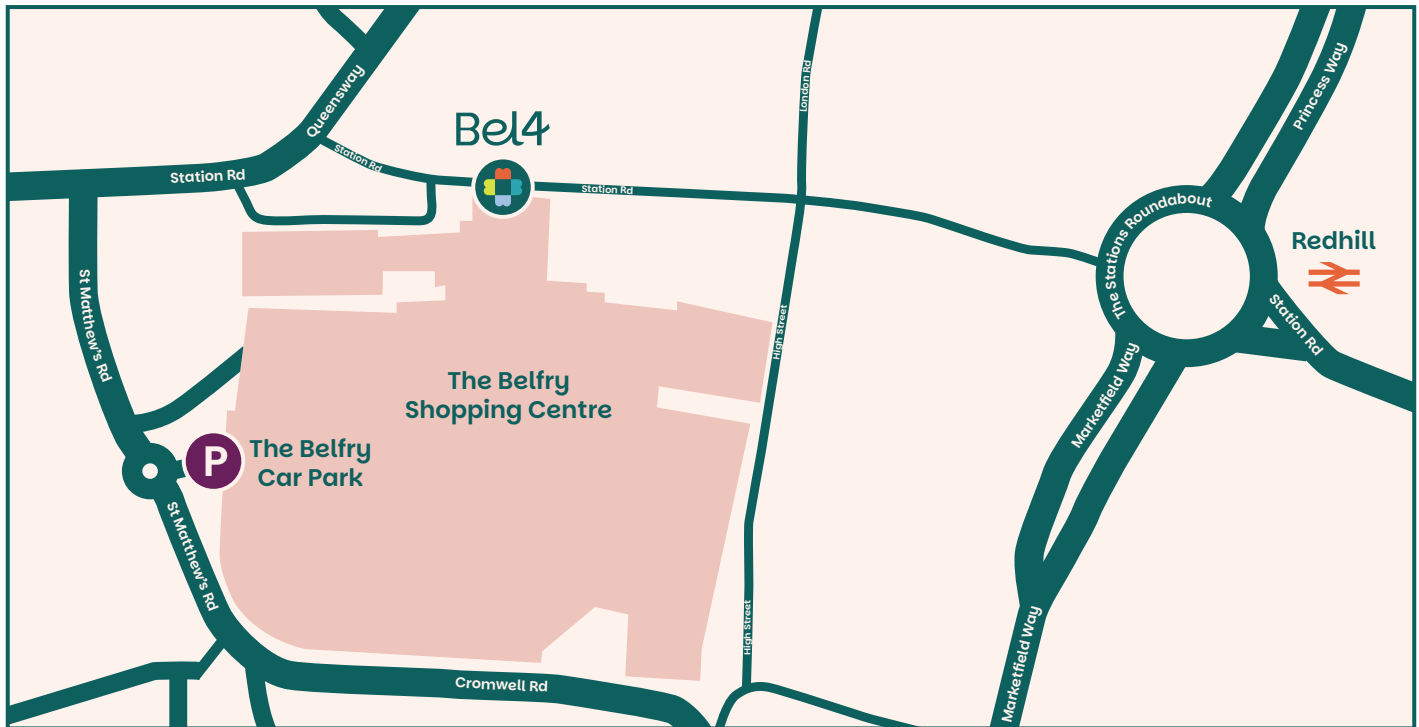 Queensway
London Rd
Princess Way
Bel4
Station Rd
Station Rd
Station Rd
The Stations Roundabout
Redhill
St Matthew's Rd
High Street
Station Rd
Marketfield Way
The Belfry
Shopping Centre
P
The Belfry
Car Park
St Matthew's Rd
High Street
Marketfield Way
Cromwell Rd